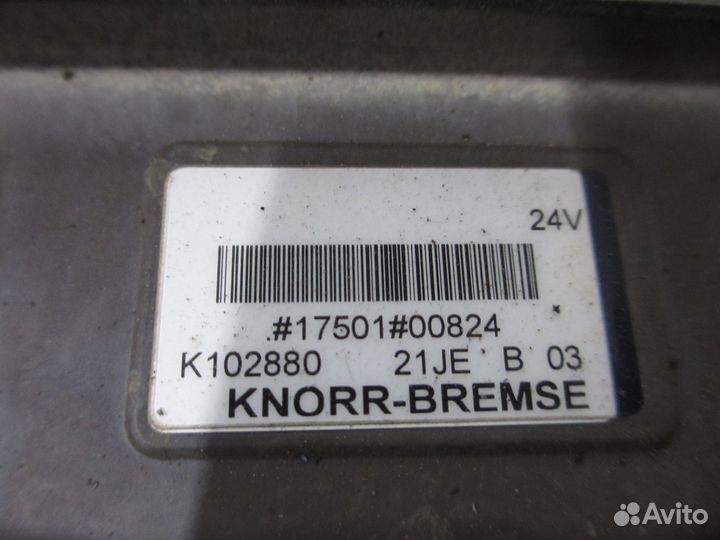 24V
#17501#00824
K102880 21JE B 03
KNORR-BREMSE
Avito